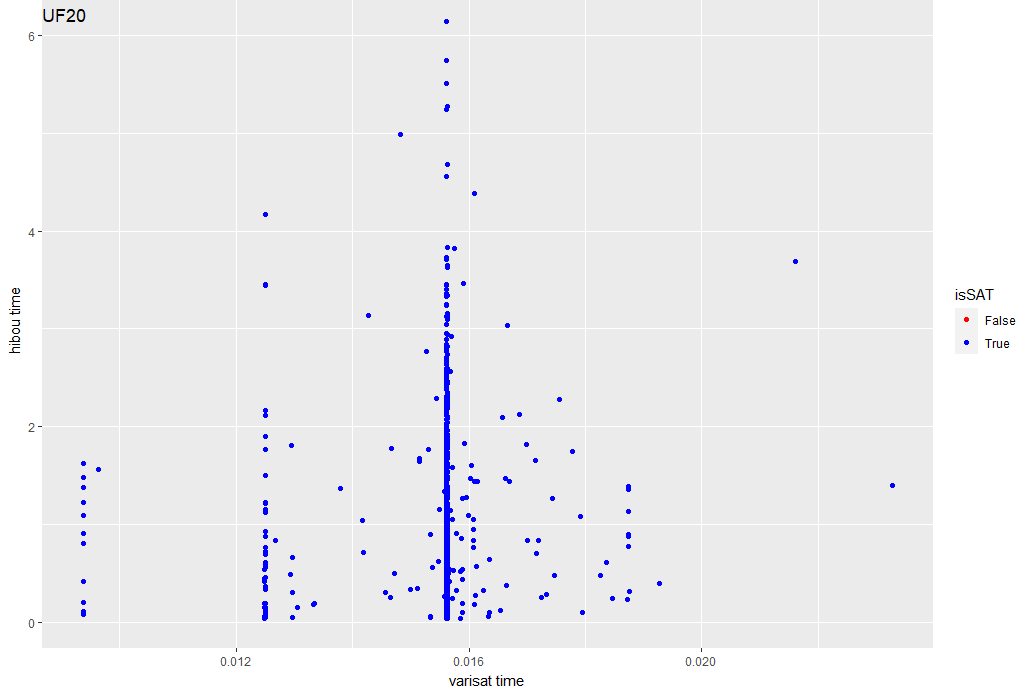 UF20
6
4
2
0
hibou time
0.012
0.016
0.020
varisat time
isSAT
False
True